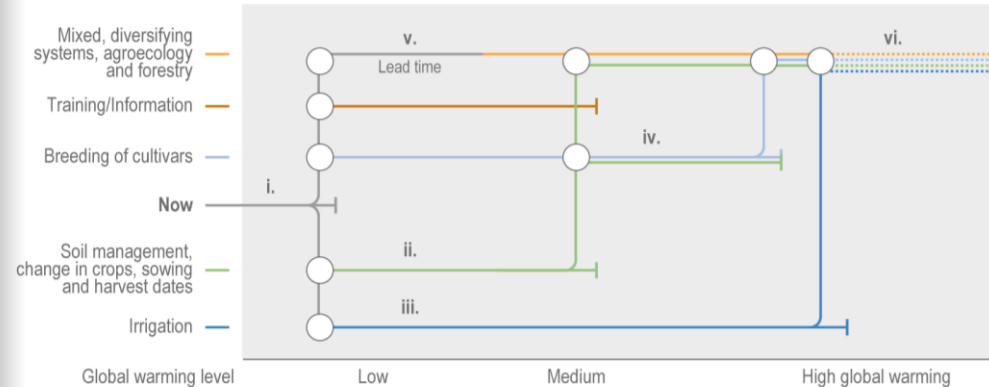 Mixed, diversifying
systems, agroecology
and forestry
v.
Lead time
vi.
Training/Information
Breeding of cultivars
iv.
i.
Now
Soil management,
change in crops, sowing
and harvest dates
ii.
iii.
Irrigation
Global warming level Low Medium High global warming